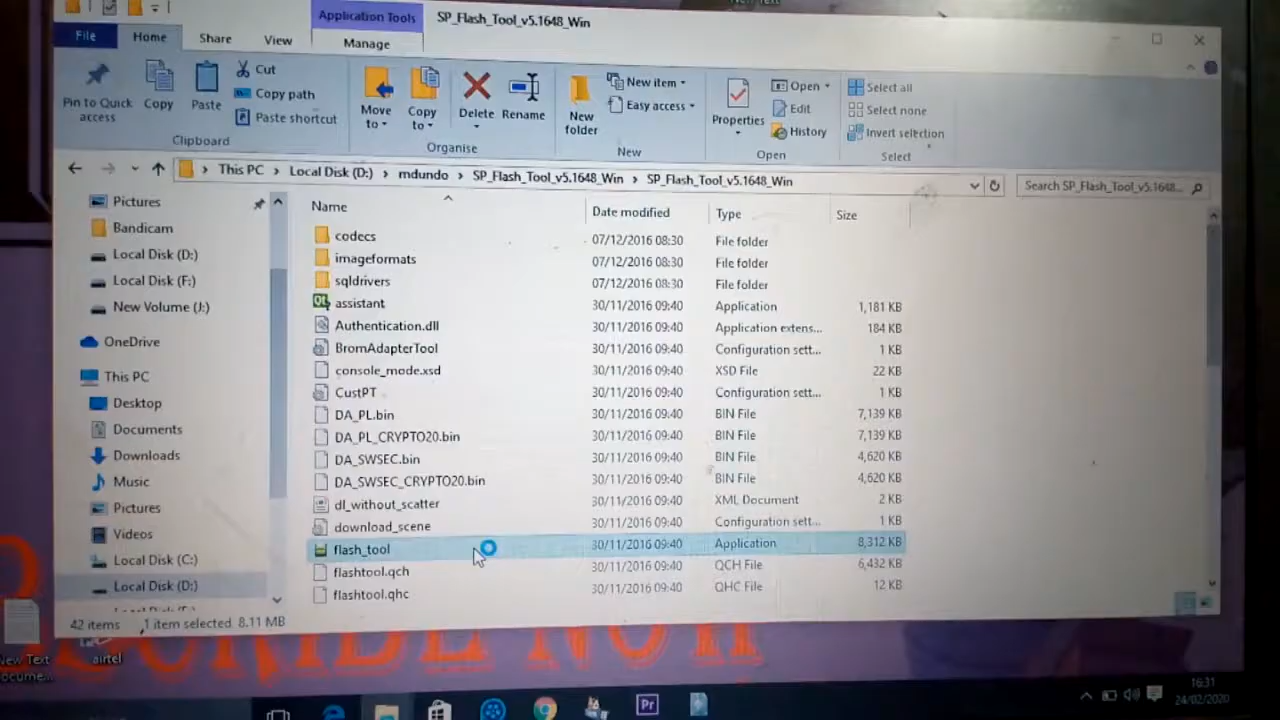 Application Tools
SP_Flash_Tool_v5.1648_Win
File
Home
Share
View
Manage
Pin to Quick access
Copy
Paste
Cut
Copy path
Paste shortcut
Clipboard
Move to
Copy to
Delete
Rename
Organise
New folder
New item
Easy access
New
Properties
Open
Edit
History
Open
Select all
Select none
Invert selection
Select
This PC > Local Disk (D:) > mdundo > SP_Flash_Tool_v5.1648_Win > SP_Flash_Tool_v5.1648_Win
Search SP_Flash_Tool_v5.1648...
Pictures
Bandicam
Local Disk (D:)
Local Disk (F:)
New Volume (J:)
OneDrive
This PC
Desktop
Documents
Downloads
Music
Pictures
Videos
Local Disk (C:)
Local Disk (D:)
Name Date modified Type Size
codecs 07/12/2016 08:30 File folder
imageformats 07/12/2016 08:30 File folder
sqldrivers 07/12/2016 08:30 File folder
assistant 30/11/2016 09:40 Application 1,181 KB
Authentication.dll 30/11/2016 09:40 Application extens... 184 KB
BromAdapterTool 30/11/2016 09:40 Configuration sett... 1 KB
console_mode.xsd 30/11/2016 09:40 XSD File 22 KB
CustPT 30/11/2016 09:40 Configuration sett... 1 KB
DA_PL.bin 30/11/2016 09:40 BIN File 7,139 KB
DA_PL_CRYPTO20.bin 30/11/2016 09:40 BIN File 7,139 KB
DA_SWSEC.bin 30/11/2016 09:40 BIN File 4,620 KB
DA_SWSEC_CRYPTO20.bin 30/11/2016 09:40 BIN File 4,620 KB
dl_without_scatter 30/11/2016 09:40 XML Document 2 KB
download_scene 30/11/2016 09:40 Configuration sett... 1 KB
flash_tool 30/11/2016 09:40 Application 8,312 KB
flashtool.qch 30/11/2016 09:40 QCH File 6,432 KB
flashtool.qhc 30/11/2016 09:40 QHC File 12 KB
42 items 1 item selected 8.11 MB
New Text
Docume...
airtel
Pr
16:31
24/02/2020